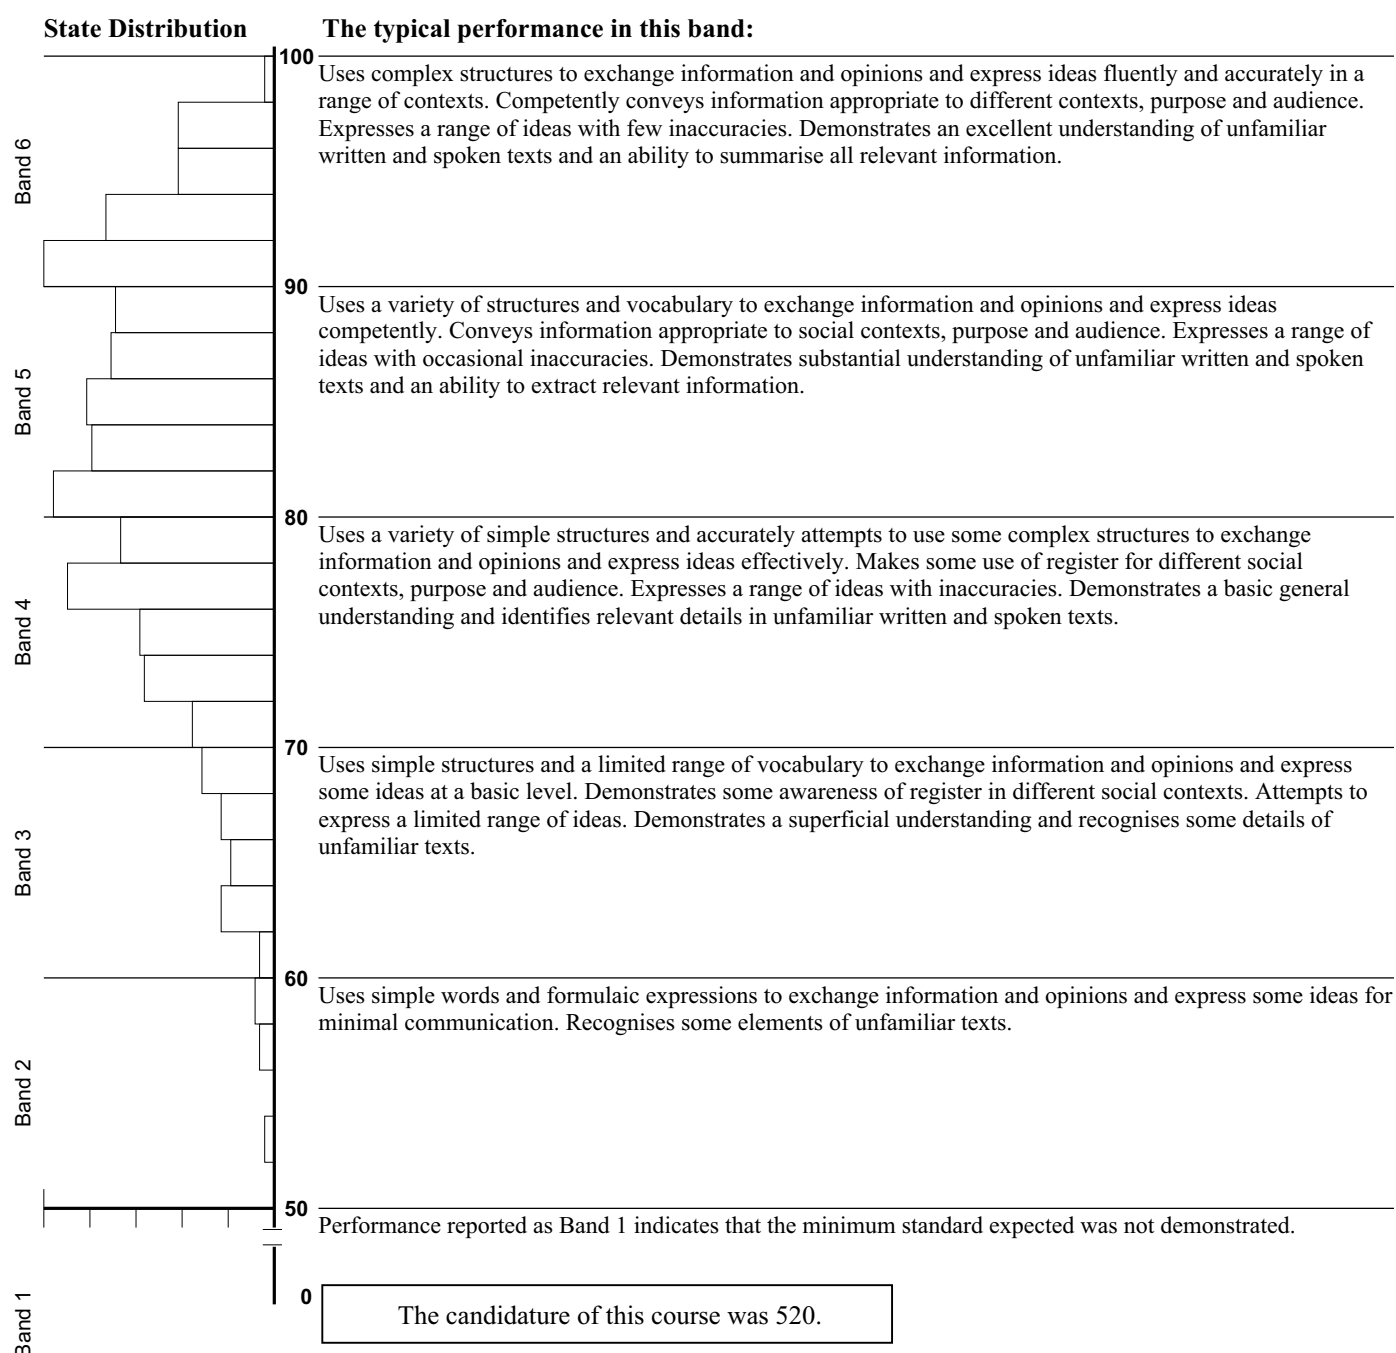 State Distribution
The typical performance in this band:
100
Uses complex structures to exchange information and opinions and express ideas fluently and accurately in a
range of contexts. Competently conveys information appropriate to different contexts, purpose and audience.
Expresses a range of ideas with few inaccuracies. Demonstrates an excellent understanding of unfamiliar
written and spoken texts and an ability to summarise all relevant information.
Band 6
90
Uses a variety of structures and vocabulary to exchange information and opinions and express ideas
competently. Conveys information appropriate to social contexts, purpose and audience. Expresses a range of
ideas with occasional inaccuracies. Demonstrates substantial understanding of unfamiliar written and spoken
texts and an ability to extract relevant information.
Band 5
80
Uses a variety of simple structures and accurately attempts to use some complex structures to exchange
information and opinions and express ideas effectively. Makes some use of register for different social
contexts, purpose and audience. Expresses a range of ideas with inaccuracies. Demonstrates a basic general
understanding and identifies relevant details in unfamiliar written and spoken texts.
Band 4
70
Uses simple structures and a limited range of vocabulary to exchange information and opinions and express
some ideas at a basic level. Demonstrates some awareness of register in different social contexts. Attempts to
express a limited range of ideas. Demonstrates a superficial understanding and recognises some details of
unfamiliar texts.
Band 3
60
Uses simple words and formulaic expressions to exchange information and opinions and express some ideas for
minimal communication. Recognises some elements of unfamiliar texts.
Band 2
50
Performance reported as Band 1 indicates that the minimum standard expected was not demonstrated.
0
Band 1
The candidature of this course was 520.